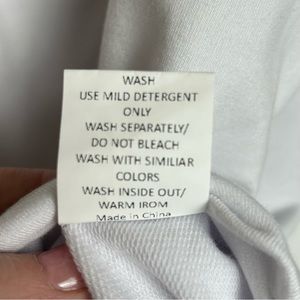 WASH
USE MILD DETERGENT
ONLY
WASH SEPARATELY/
DO NOT BLEACH
WASH WITH SIMILIAR
COLORS
WASH INSIDE OUT/
WARM IROM
Made in China